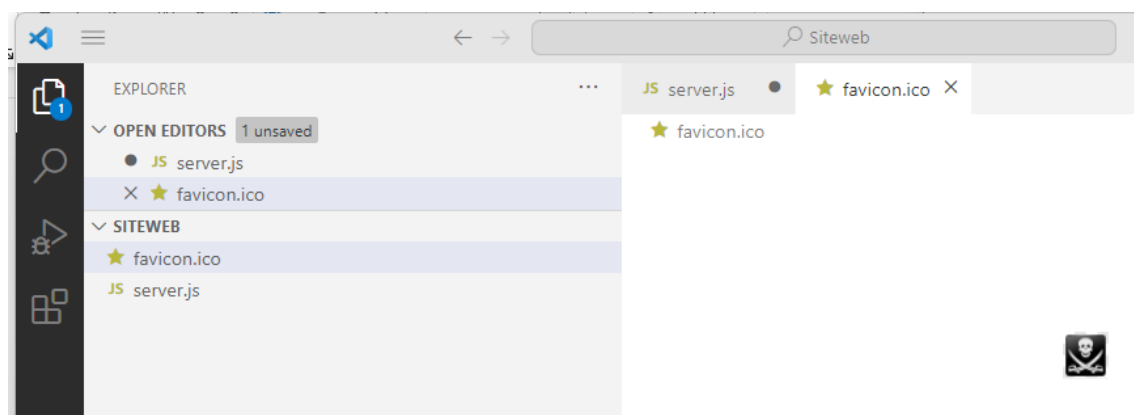 Siteweb
EXPLORER ...
JS server.js
favicon.ico
1
OPEN EDITORS 1 unsaved
JS server.js
favicon.ico
SITEWEB
favicon.ico
JS server.js
favicon.ico